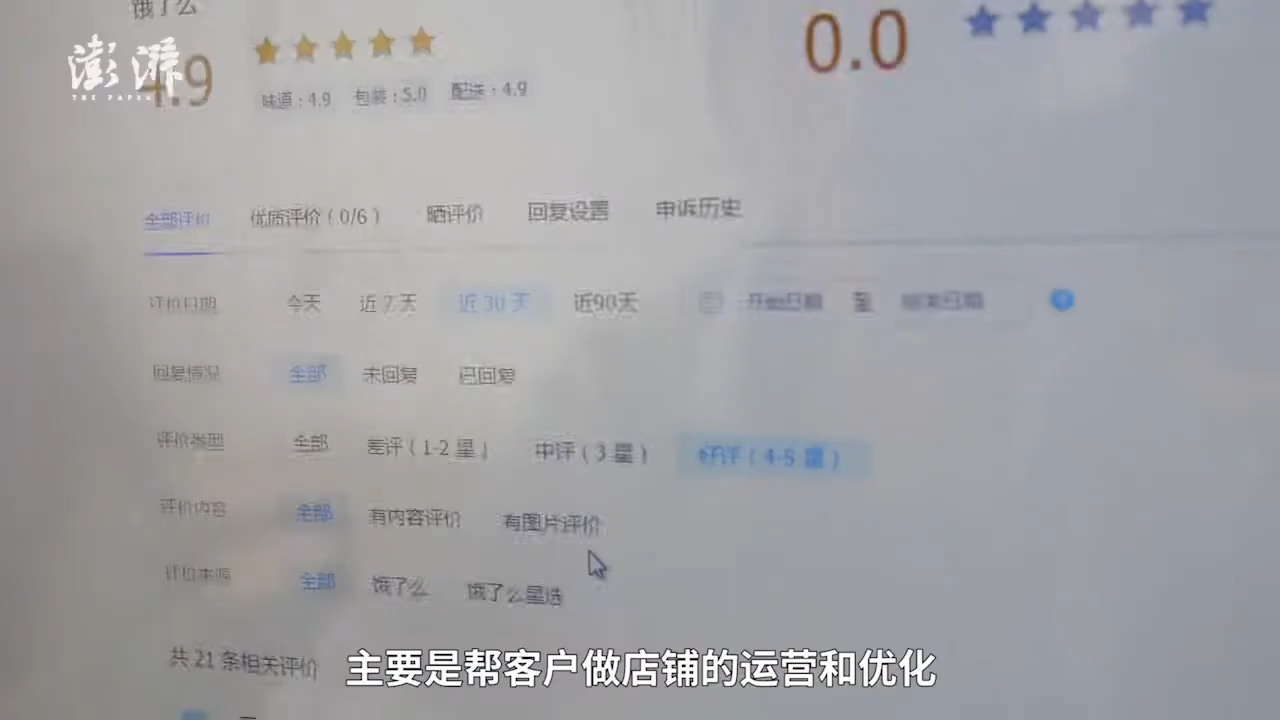 饿了么
澎湃
THE PAPER
4.9
0.0
味道：4.9 包装：5.0 配送：4.9
全部评价 优质评价（0/6） 晒评价 回复设置 申诉历史
评价日期 今天 近 7 天 近 30 天 近90天 开始日期 至 结束日期
回复情况 全部 未回复 已回复
评价类型 全部 差评（1-2 星） 中评（3 星） 好评（4-5 星）
评价内容 全部 有内容评价 有图片评价
评价来源 全部 饿了么 饿了么星选
共 21 条相关评价
主要是帮客户做店铺的运营和优化